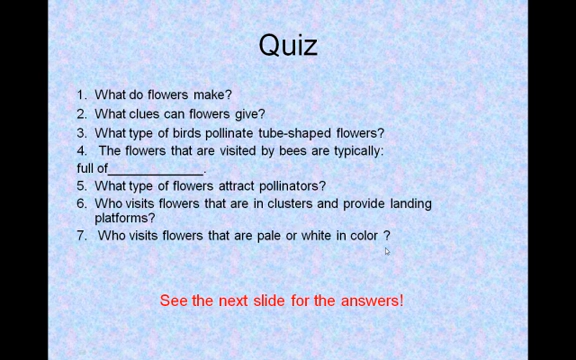 Quiz
1. What do flowers make?
2. What clues can flowers give?
3. What type of birds pollinate tube-shaped flowers?
4. The flowers that are visited by bees are typically:
full of_____________.
5. What type of flowers attract pollinators?
6. Who visits flowers that are in clusters and provide landing
platforms?
7. Who visits flowers that are pale or white in color ?
See the next slide for the answers!